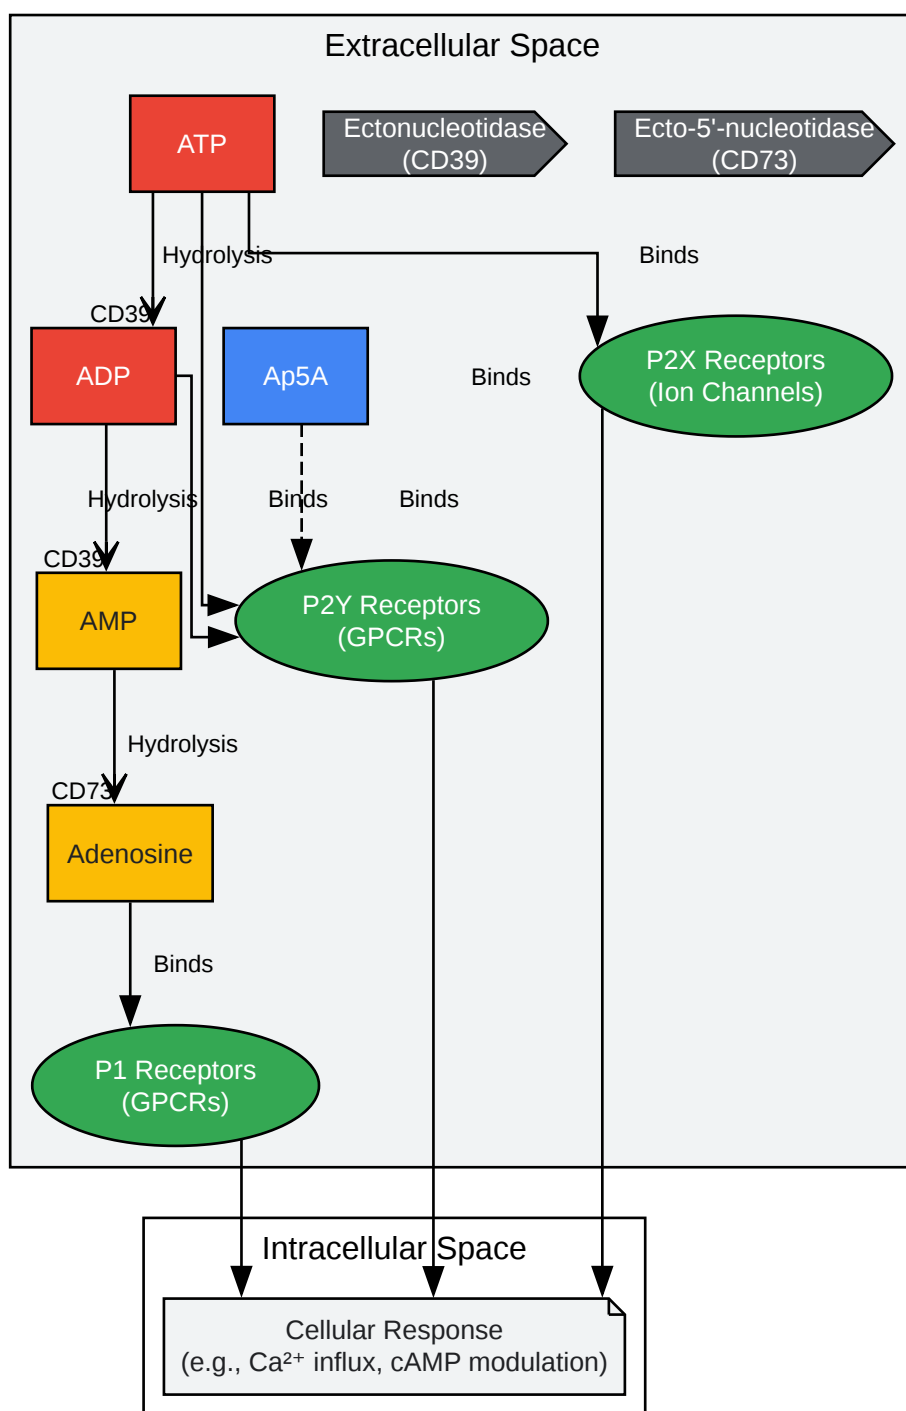 Extracellular Space
ATP
Ectonucleotidase
(CD39)
Ecto-5'-nucleotidase
(CD73)
Hydrolysis
Binds
CD39
ADP
Ap5A
Binds
P2X Receptors
(Ion Channels)
Hydrolysis
Binds
Binds
CD39
AMP
P2Y Receptors
(GPCRs)
Hydrolysis
CD73
Adenosine
Binds
P1 Receptors
(GPCRs)
Intracellular Space
Cellular Response
(e.g., Ca²⁺ influx, cAMP modulation)